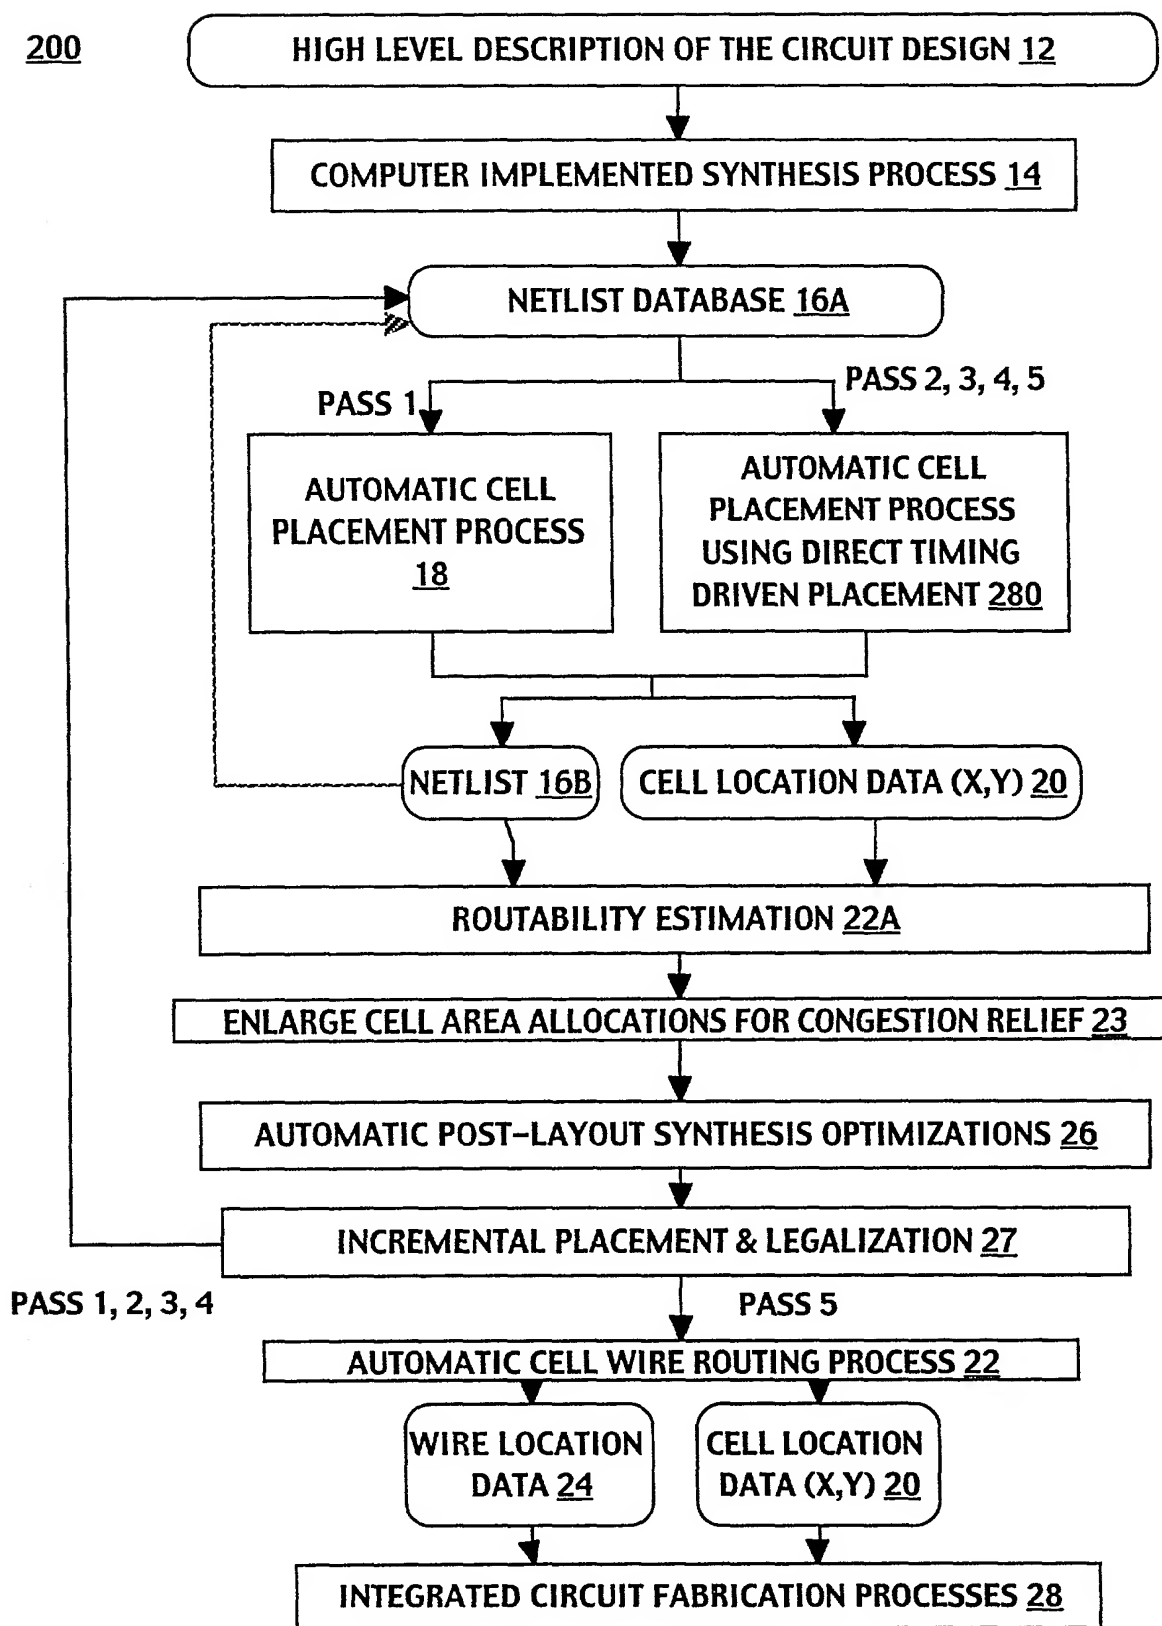 200
HIGH LEVEL DESCRIPTION OF THE CIRCUIT DESIGN 12
COMPUTER IMPLEMENTED SYNTHESIS PROCESS 14
NETLIST DATABASE 16A
PASS 1
PASS 2, 3, 4, 5
AUTOMATIC CELL
PLACEMENT PROCESS
18
AUTOMATIC CELL
PLACEMENT PROCESS
USING DIRECT TIMING
DRIVEN PLACEMENT 280
NETLIST 16B
CELL LOCATION DATA (X,Y) 20
ROUTABILITY ESTIMATION 22A
ENLARGE CELL AREA ALLOCATIONS FOR CONGESTION RELIEF 23
AUTOMATIC POST-LAYOUT SYNTHESIS OPTIMIZATIONS 26
INCREMENTAL PLACEMENT & LEGALIZATION 27
PASS 1, 2, 3, 4
PASS 5
AUTOMATIC CELL WIRE ROUTING PROCESS 22
WIRE LOCATION
DATA 24
CELL LOCATION
DATA (X,Y) 20
INTEGRATED CIRCUIT FABRICATION PROCESSES 28